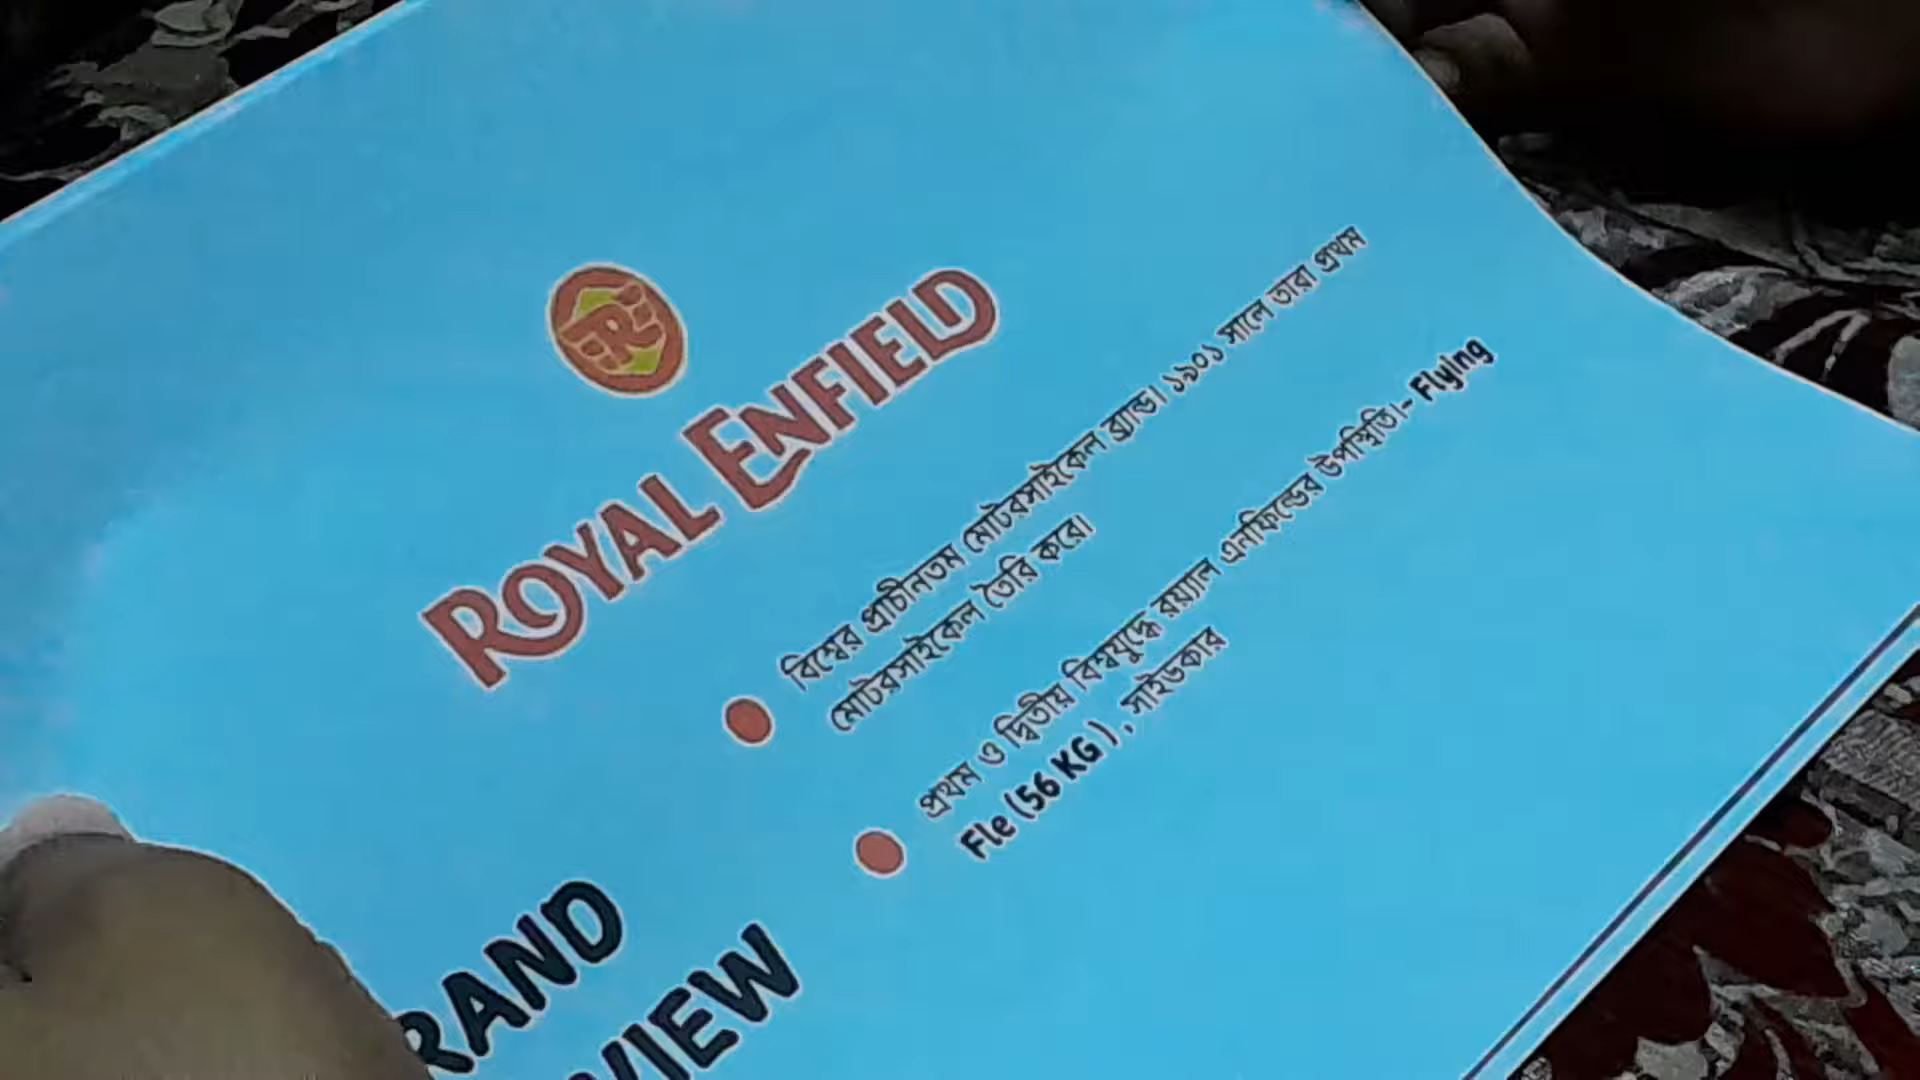 ROYAL ENFIELD
বিশ্বের প্রাচীনতম মোটরসাইকেল ব্র্যান্ড। ১৯০১ সালে তারা প্রথম
মোটরসাইকেল তৈরি করে।
প্রথম ও দ্বিতীয় বিশ্বযুদ্ধে রয়্যাল এনফিল্ডের উপস্থিতি।- Flying
Fle (56 KG ) , সাইডকার
RAND
VIEW